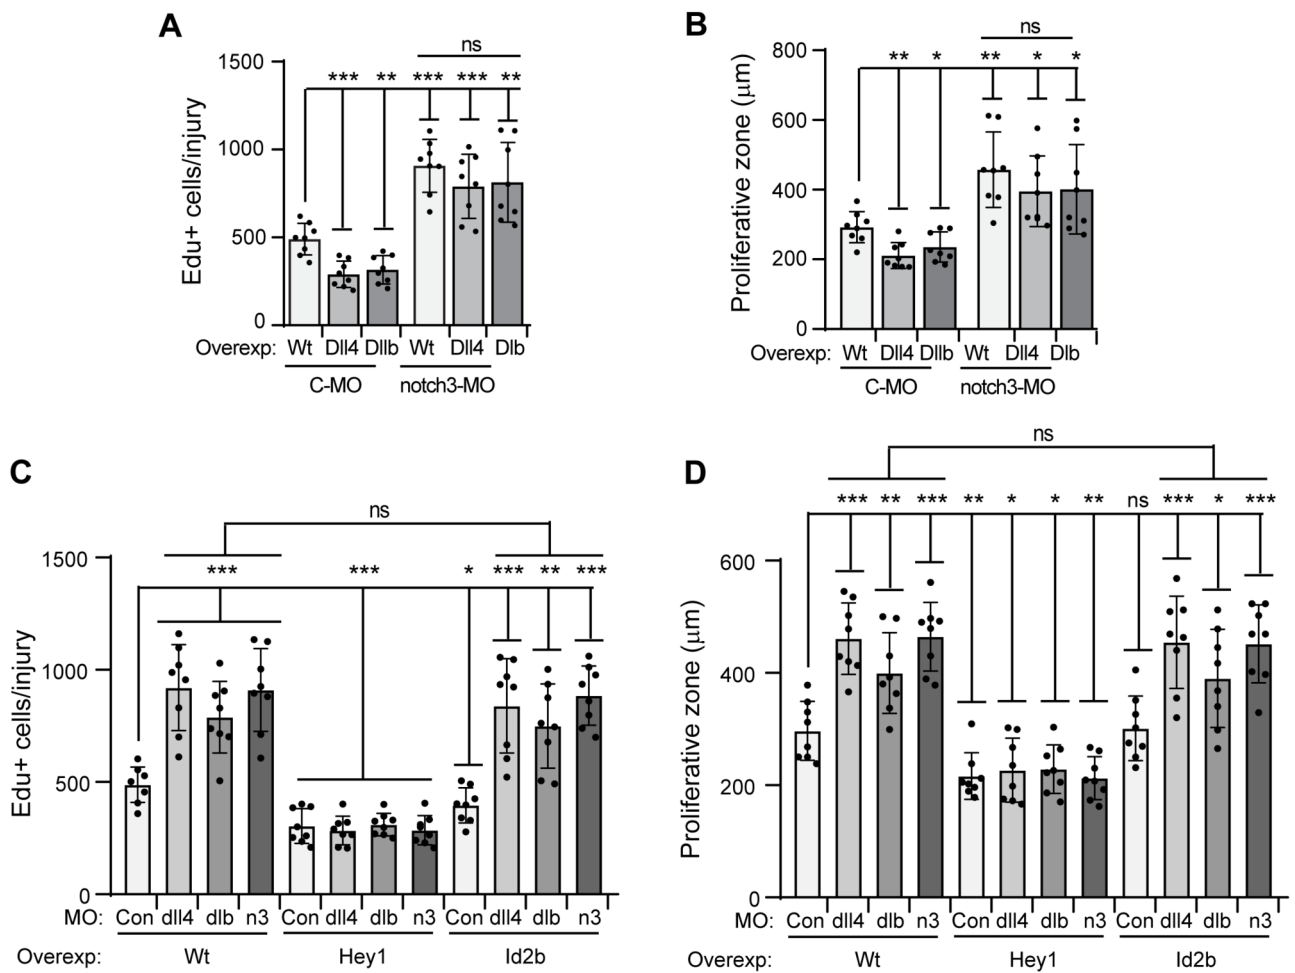 A
ns
1500
*** ** *** *** **
1000
500
0
Edu+ cells/injury
Overexp: Wt Dll4 Dllb Wt Dll4 Dlb
C-MO notch3-MO
B
ns
800
** * ** * *
600
400
200
0
Proliferative zone (μm)
Overexp: Wt Dll4 Dllb Wt Dll4 Dlb
C-MO notch3-MO
C
ns
1500
*** *** * *** ** ***
1000
500
0
Edu+ cells/injury
MO: Con dll4 dlb n3 Con dll4 dlb n3 Con dll4 dlb n3
Overexp: Wt Hey1 Id2b
D
ns
*** ** *** ** * * ** ns *** * ***
600
400
200
0
Proliferative zone (μm)
MO: Con dll4 dlb n3 Con dll4 dlb n3 Con dll4 dlb n3
Overexp: Wt Hey1 Id2b